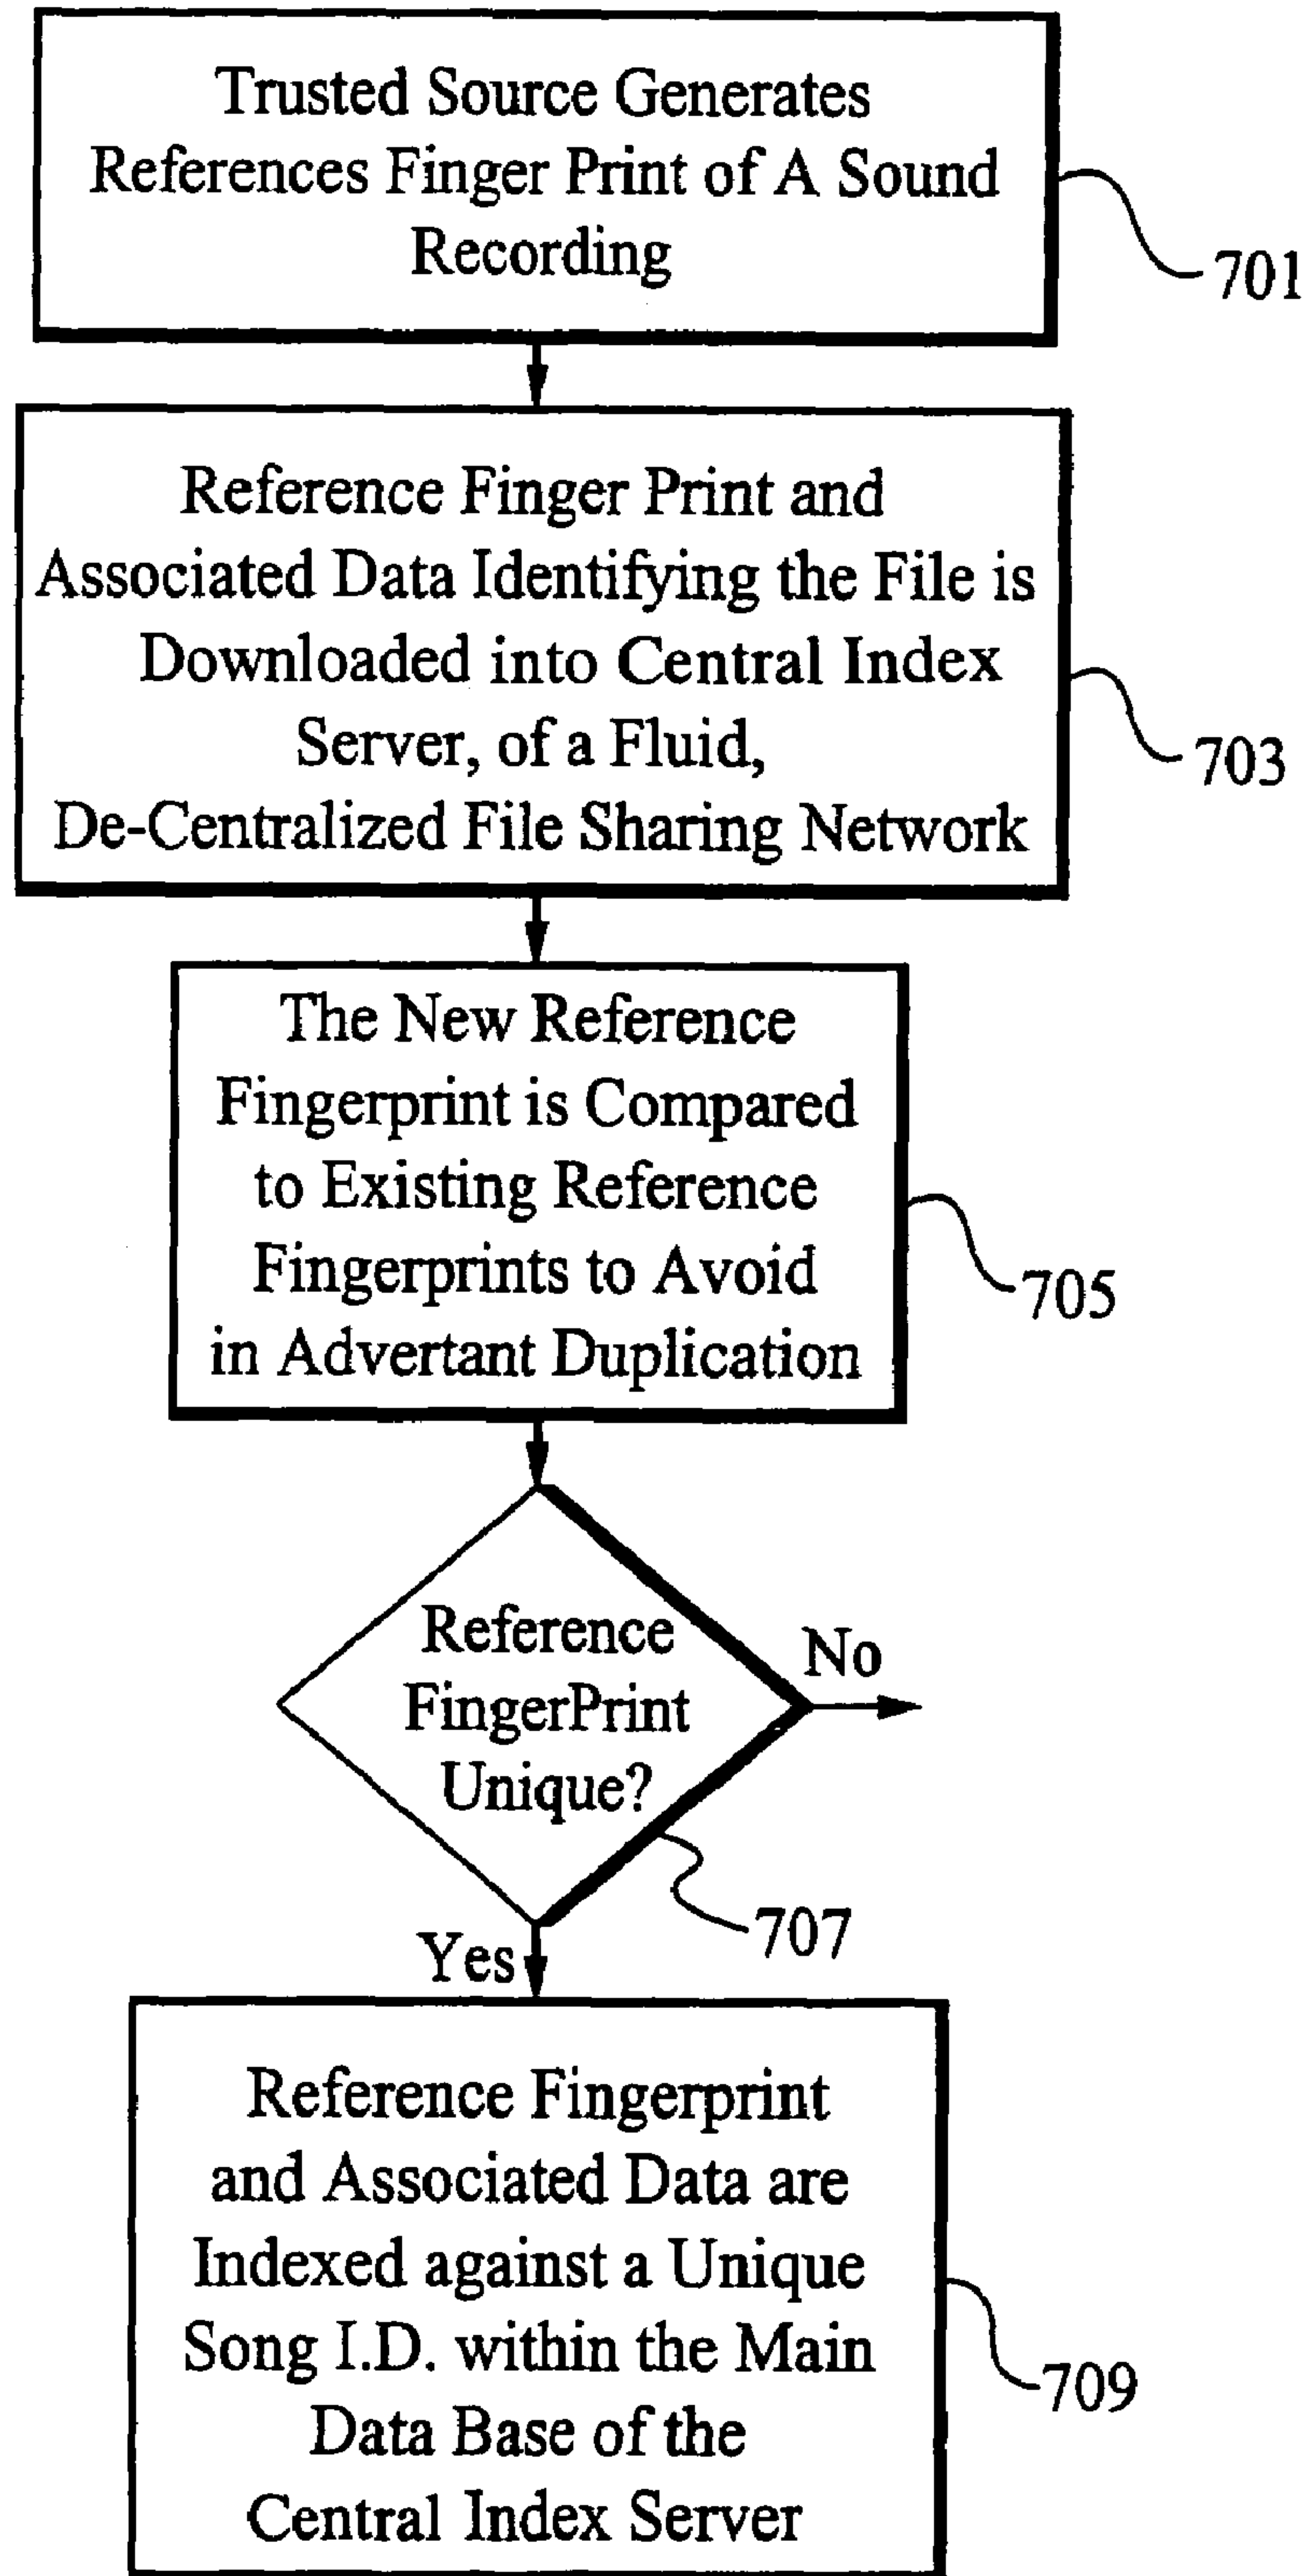 Trusted Source Generates
References Finger Print of A Sound
Recording
701
Reference Finger Print and
Associated Data Identifying the File is
Downloaded into Central Index
Server, of a Fluid,
De-Centralized File Sharing Network
703
The New Reference
Fingerprint is Compared
to Existing Reference
Fingerprints to Avoid
in Advertant Duplication
705
Reference
FingerPrint
Unique?
No
707
Yes
Reference Fingerprint
and Associated Data are
Indexed against a Unique
Song I.D. within the Main
Data Base of the
Central Index Server
709